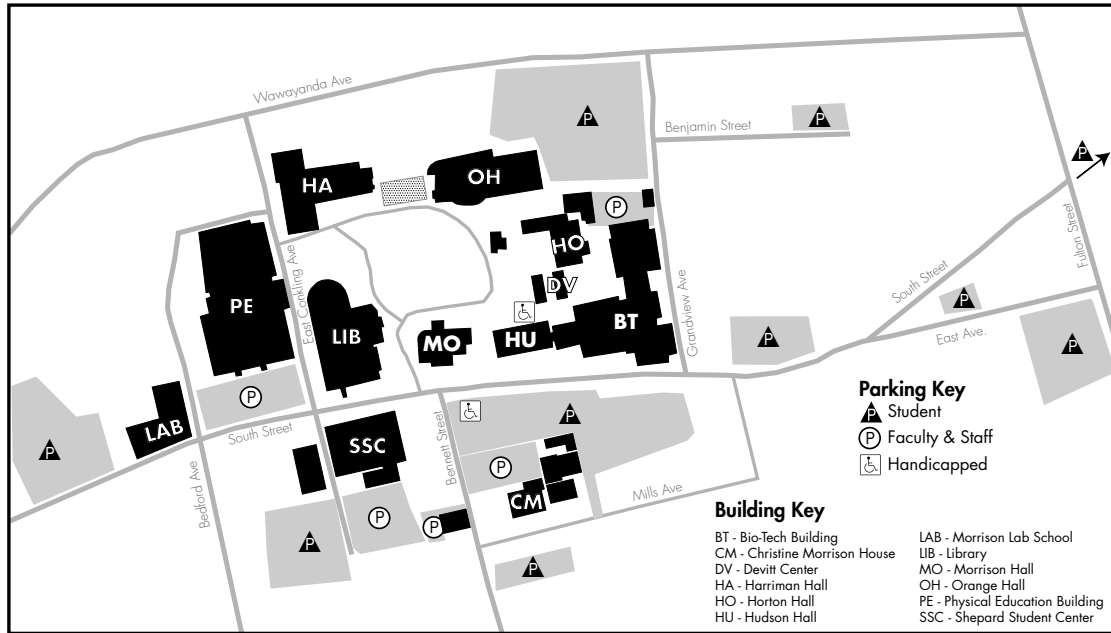 Wawayanda Ave
P
Benjamin Street
P
P
HA
OH
P
Fulton Street
HO
PE
East Conkling Ave
DV
Grandview Ave
South Street
P
LIB
MO
HU
BT
P
East Ave.
P
P
LAB
P
South Street
SSC
Bennett Street
P
P
P
Bedford Ave
P
P
P
CM
Mills Ave
P
Parking Key
P Student
P Faculty & Staff
Handicapped
Building Key
BT - Bio-Tech Building
CM - Christine Morrison House
DV - Devitt Center
HA - Harriman Hall
HO - Horton Hall
HU - Hudson Hall
LAB - Morrison Lab School
LIB - Library
MO - Morrison Hall
OH - Orange Hall
PE - Physical Education Building
SSC - Shepard Student Center